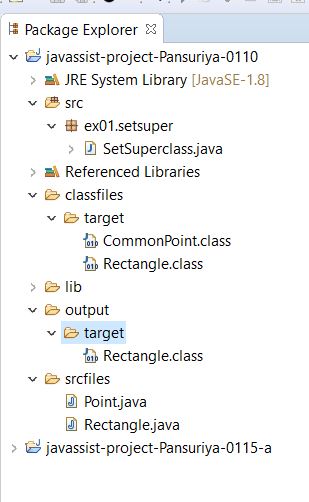 Package Explorer
javassist-project-Pansuriya-0110
JRE System Library [JavaSE-1.8]
src
ex01.setsuper
SetSuperclass.java
Referenced Libraries
classfiles
target
CommonPoint.class
Rectangle.class
lib
output
target
Rectangle.class
srcfiles
Point.java
Rectangle.java
javassist-project-Pansuriya-0115-a